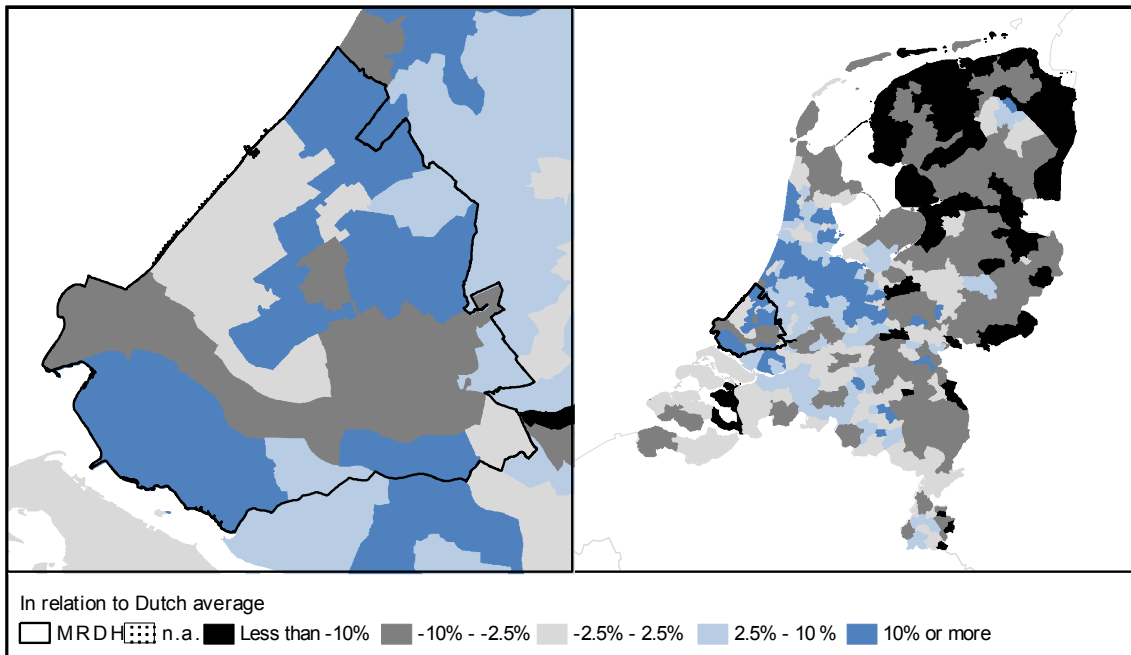 In relation to Dutch average
MRDH n.a. Less than -10% -10% - -2.5% -2.5% - 2.5% 2.5% - 10 % 10% or more